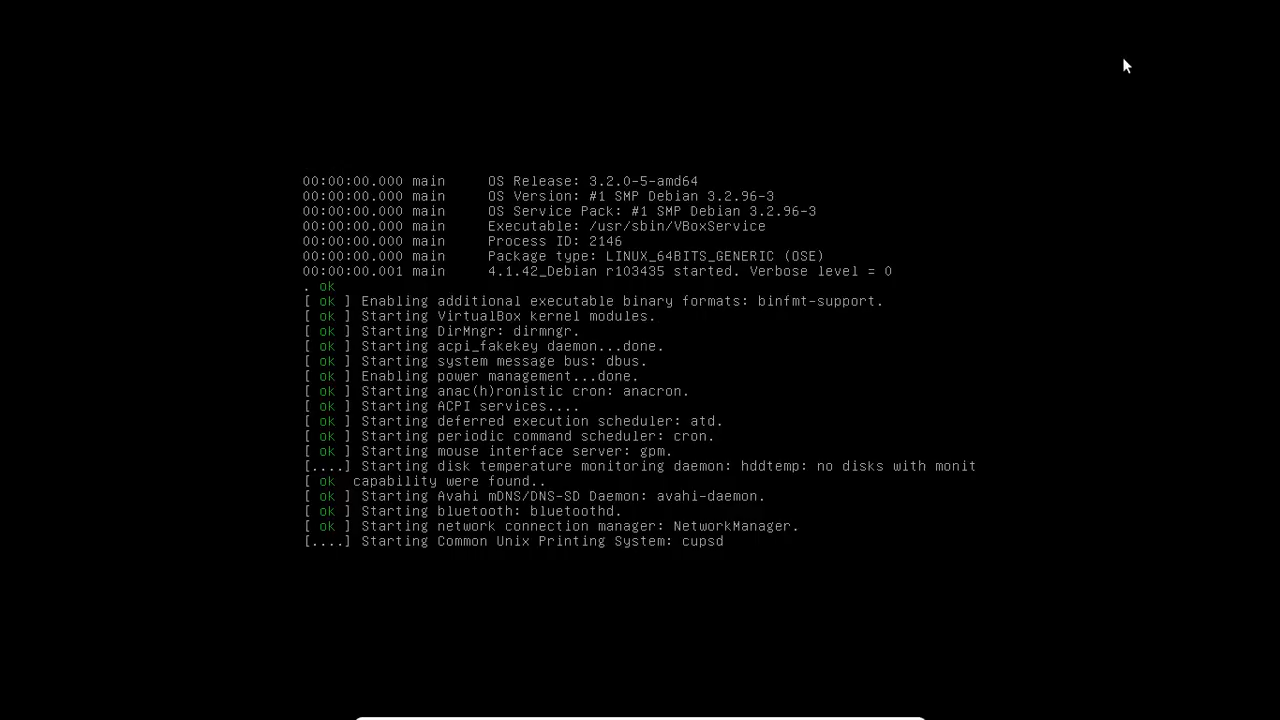 00:00:00.000 main     OS Release: 3.2.0-5-amd64
00:00:00.000 main     OS Version: #1 SMP Debian 3.2.96-3
00:00:00.000 main     OS Service Pack: #1 SMP Debian 3.2.96-3
00:00:00.000 main     Executable: /usr/sbin/VBoxService
00:00:00.000 main     Process ID: 2146
00:00:00.000 main     Package type: LINUX_64BITS_GENERIC (OSE)
00:00:00.001 main     4.1.42_Debian r103435 started. Verbose level = 0
. ok
[ ok ] Enabling additional executable binary formats: binfmt-support.
[ ok ] Starting VirtualBox kernel modules.
[ ok ] Starting DirMngr: dirmngr.
[ ok ] Starting acpi_fakekey daemon...done.
[ ok ] Starting system message bus: dbus.
[ ok ] Enabling power management...done.
[ ok ] Starting anac(h)ronistic cron: anacron.
[ ok ] Starting ACPI services....
[ ok ] Starting deferred execution scheduler: atd.
[ ok ] Starting periodic command scheduler: cron.
[ ok ] Starting mouse interface server: gpm.
[....] Starting disk temperature monitoring daemon: hddtemp: no disks with monit
[ ok  capability were found..
[ ok ] Starting Avahi mDNS/DNS-SD Daemon: avahi-daemon.
[ ok ] Starting bluetooth: bluetoothd.
[ ok ] Starting network connection manager: NetworkManager.
[....] Starting Common Unix Printing System: cupsd